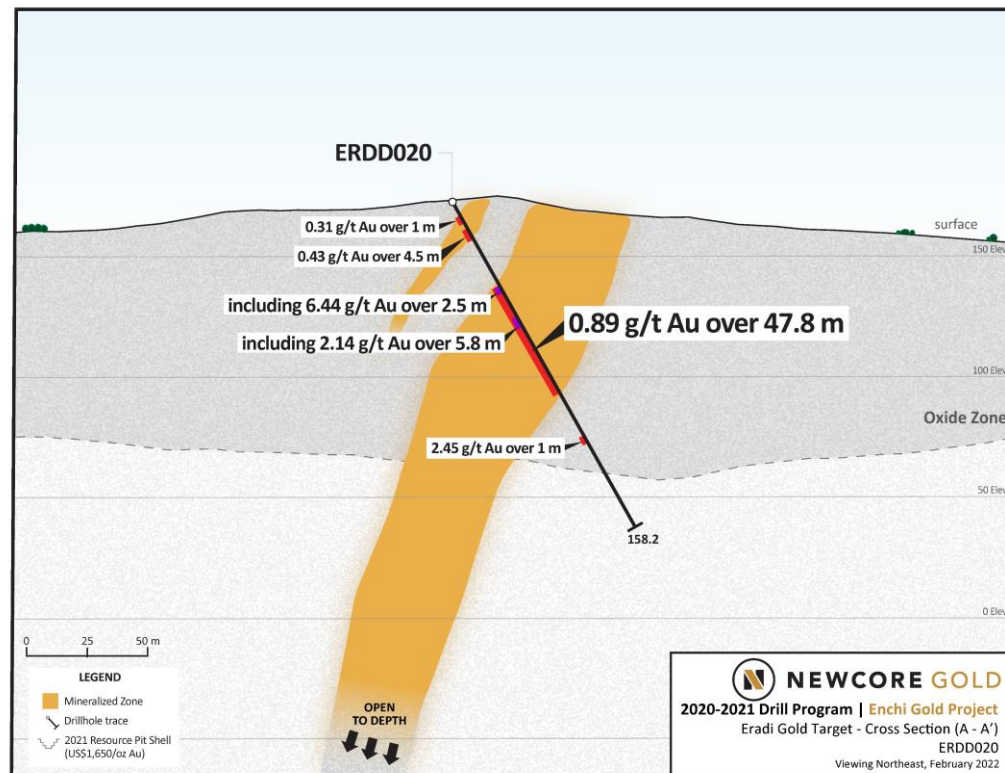 ERDD020
surface
0.31 g/t Au over 1 m
0.43 g/t Au over 4.5 m
150 Elev
including 6.44 g/t Au over 2.5 m
0.89 g/t Au over 47.8 m
including 2.14 g/t Au over 5.8 m
100 Elev
Oxide Zone
2.45 g/t Au over 1 m
50 Elev
158.2
0 Elev
0 25 50 m
LEGEND
Mineralized Zone
Drillhole trace
2021 Resource Pit Shell
(US$1,650/oz Au)
OPEN
TO DEPTH
N NEWCORE GOLD
2020-2021 Drill Program | Enchi Gold Project
Eradi Gold Target - Cross Section (A - A')
ERDD020
Viewing Northeast, February 2022